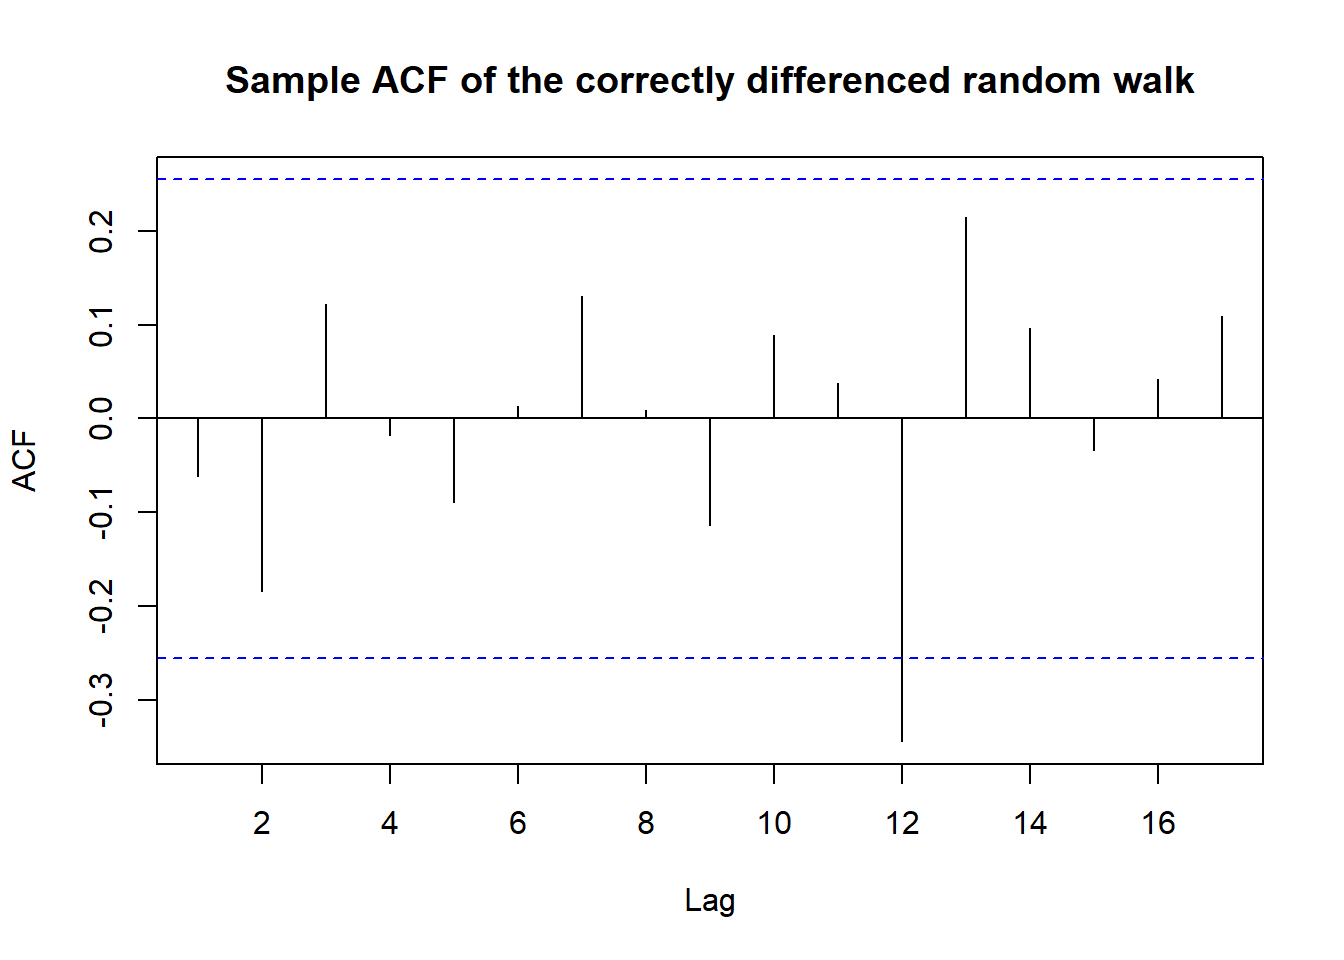 Sample ACF of the correctly differenced random walk
ACF
0.2
0.1
0.0
-0.1
-0.2
-0.3
2 4 6 8 10 12 14 16
Lag